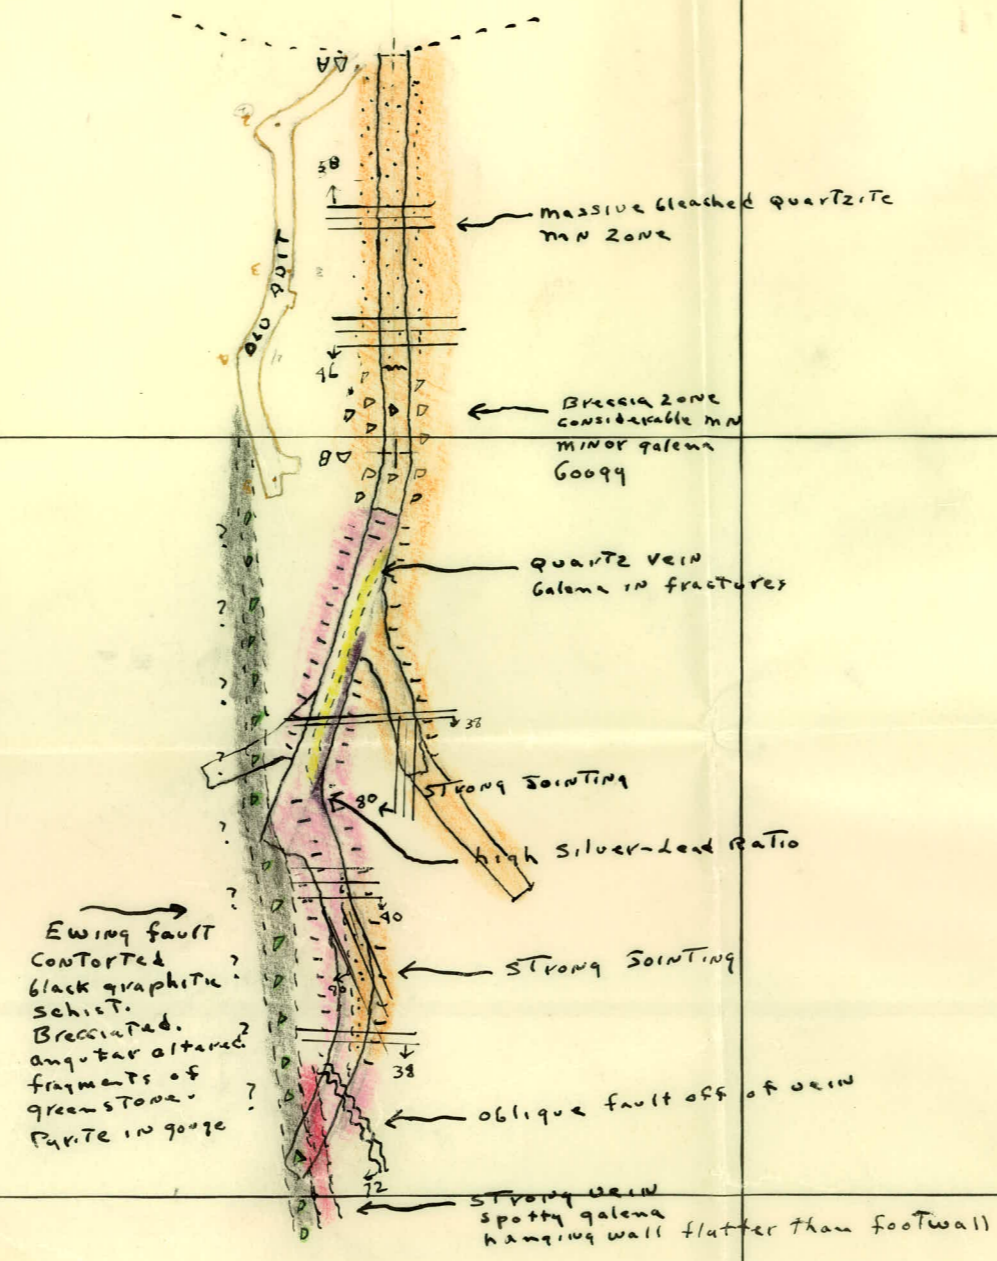 ▷A
58
massive bleached quartzite
MN ZONE
OLD ADIT
46
Breccia zone
considerable MN
minor galena
Googy
▷B
Quartz vein
Galena in fractures
?
?
?
38
?
strong jointing
80
?
high silver-lead ratio
?
40
Ewing fault
Contorted
black graphitic
schist.
Brecciated.
angular altered
fragments of
greenstone.
Pyrite in gouge
?
strong jointing
90
?
38
?
oblique fault off of vein
72
strong vein
spotty galena
hanging wall flatter than footwall